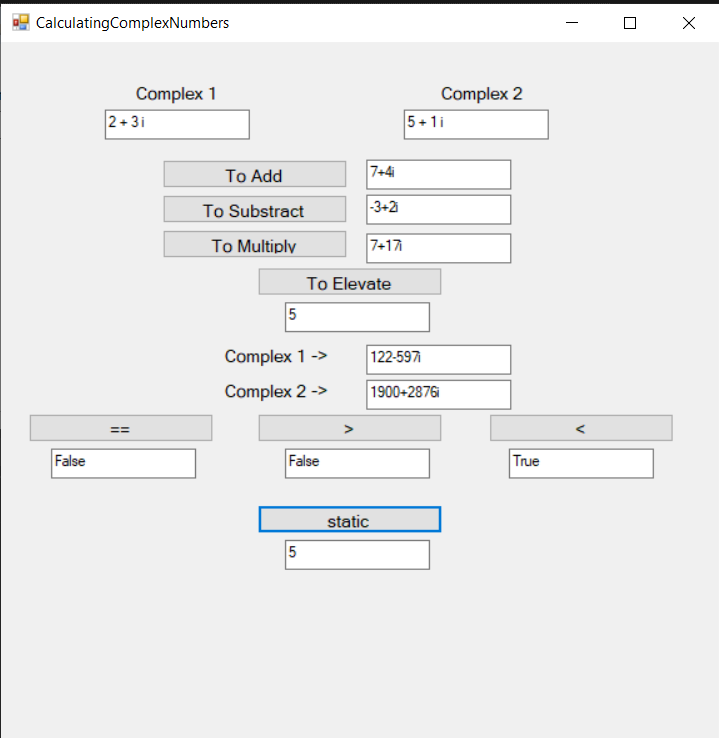 CalculatingComplexNumbers
Complex 1 Complex 2
2 + 3 i 5 + 1 i
To Add 7+4i
To Substract -3+2i
To Multiply 7+17i
To Elevate
5
Complex 1 -> 122-597i
Complex 2 -> 1900+2876i
== > <
False False True
static
5